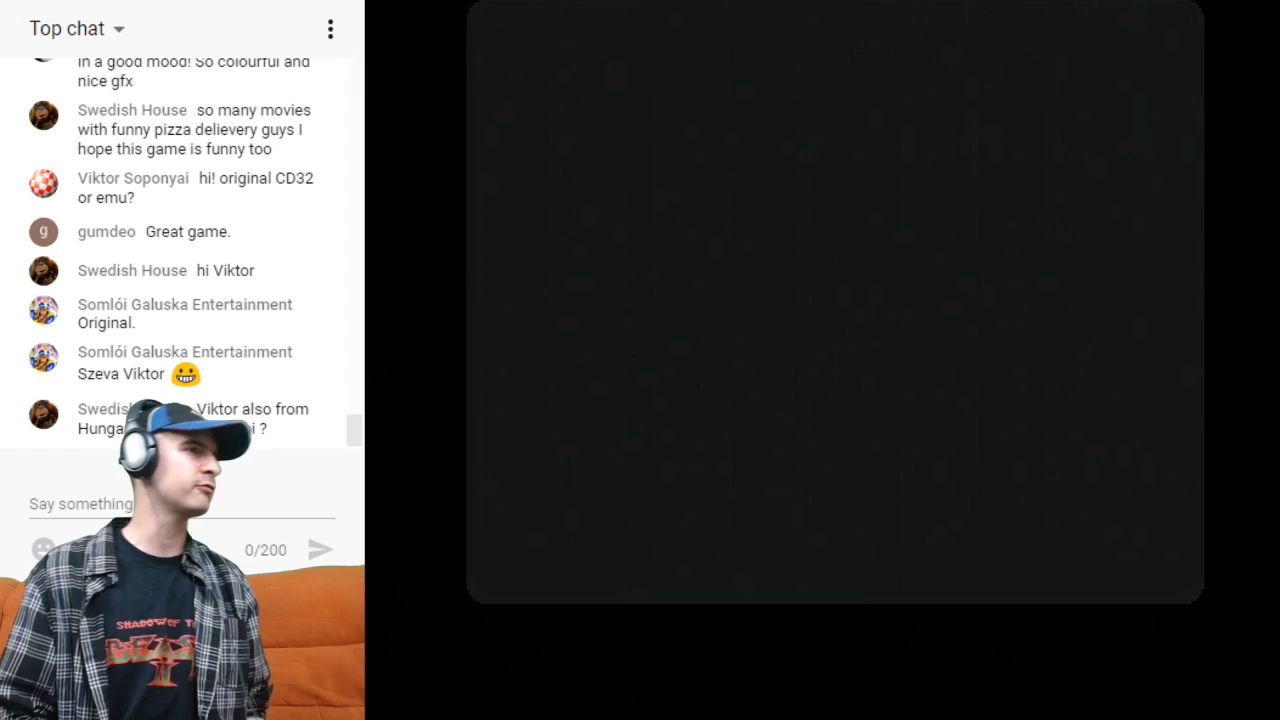 Top chat
in a good mood! So colourful and
nice gfx
Swedish House so many movies
with funny pizza delievery guys I
hope this game is funny too
Viktor Soponyai hi! original CD32
or emu?
g gumdeo Great game.
Swedish House hi Viktor
Somlói Galuska Entertainment
Original.
Somlói Galuska Entertainment
Szeva Viktor
Viktor also from
?
Say something
0/200
SHADOW OF
BEAST
II